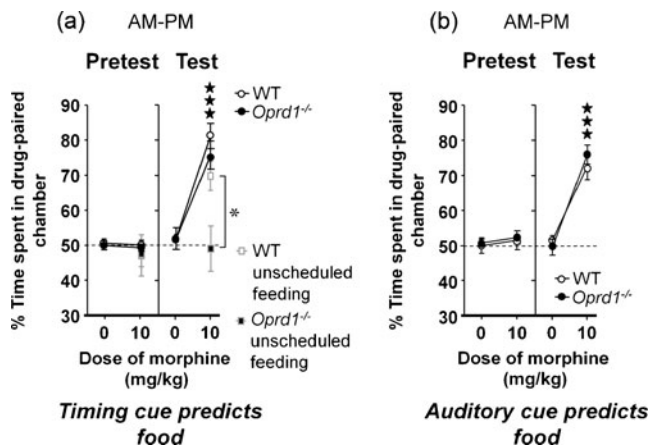 (a) AM-PM
Pretest Test
★★★
% Time spent in drug-paired
chamber
90
80
70
60
50
40
30
0 10 0 10
Dose of morphine
(mg/kg)
WT
Oprd1-/-
*
WT
unscheduled
feeding
Oprd1-/-
unscheduled
feeding
Timing cue predicts
food
(b) AM-PM
Pretest Test
★★★
% Time spent in drug-paired
chamber
90
80
70
60
50
40
30
0 10 0 10
Dose of morphine
(mg/kg)
WT
Oprd1-/-
Auditory cue predicts
food